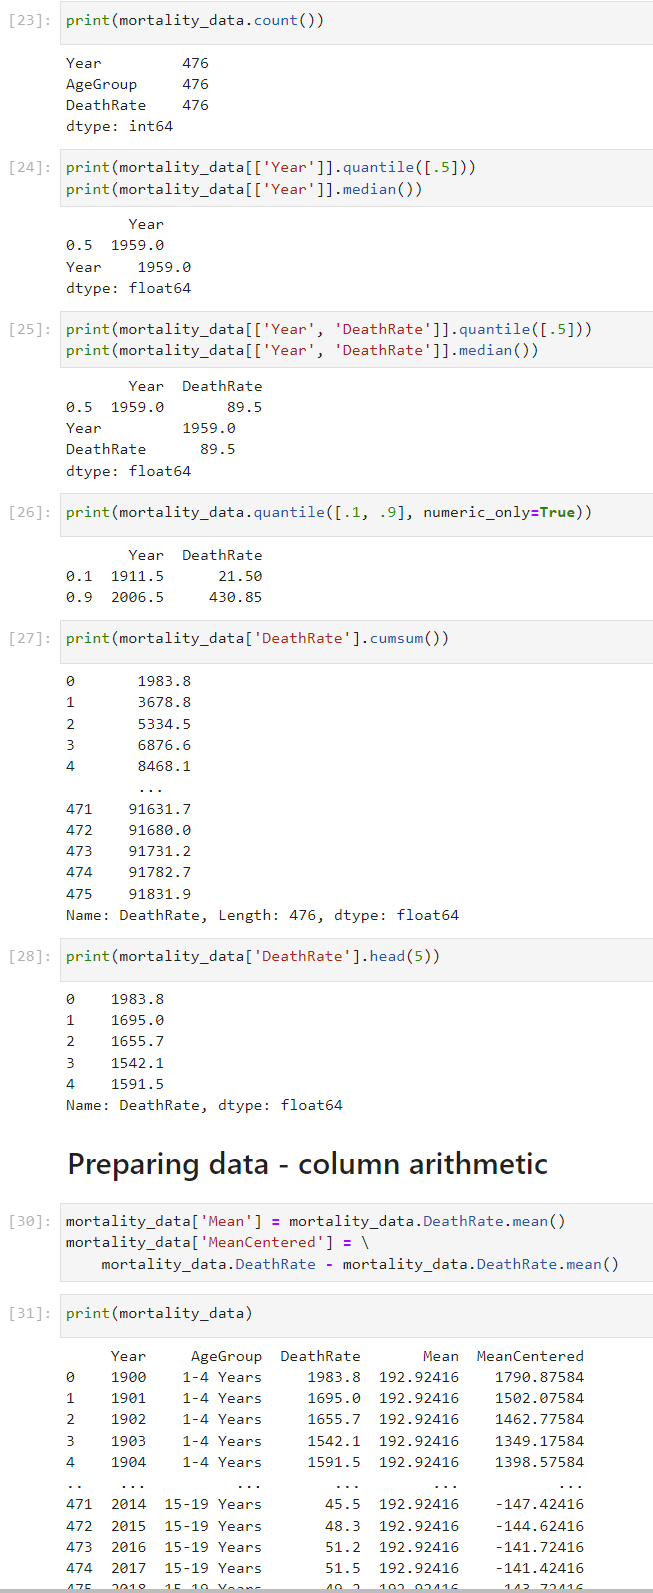 [23]: print(mortality_data.count())
Year 476
AgeGroup 476
DeathRate 476
dtype: int64
[24]: print(mortality_data[['Year']].quantile([.5]))
print(mortality_data[['Year']].median())
Year
0.5 1959.0
Year 1959.0
dtype: float64
[25]: print(mortality_data[['Year', 'DeathRate']].quantile([.5]))
print(mortality_data[['Year', 'DeathRate']].median())
Year DeathRate
0.5 1959.0 89.5
Year 1959.0
DeathRate 89.5
dtype: float64
[26]: print(mortality_data.quantile([.1, .9], numeric_only=True))
Year DeathRate
0.1 1911.5 21.50
0.9 2006.5 430.85
[27]: print(mortality_data['DeathRate'].cumsum())
0 1983.8
1 3678.8
2 5334.5
3 6876.6
4 8468.1
...
471 91631.7
472 91680.0
473 91731.2
474 91782.7
475 91831.9
Name: DeathRate, Length: 476, dtype: float64
[28]: print(mortality_data['DeathRate'].head(5))
0 1983.8
1 1695.0
2 1655.7
3 1542.1
4 1591.5
Name: DeathRate, dtype: float64
Preparing data - column arithmetic
[30]: mortality_data['Mean'] = mortality_data.DeathRate.mean()
mortality_data['MeanCentered'] = \
mortality_data.DeathRate - mortality_data.DeathRate.mean()
[31]: print(mortality_data)
Year AgeGroup DeathRate Mean MeanCentered
0 1900 1-4 Years 1983.8 192.92416 1790.87584
1 1901 1-4 Years 1695.0 192.92416 1502.07584
2 1902 1-4 Years 1655.7 192.92416 1462.77584
3 1903 1-4 Years 1542.1 192.92416 1349.17584
4 1904 1-4 Years 1591.5 192.92416 1398.57584
.. ... ... ... ... ...
471 2014 15-19 Years 45.5 192.92416 -147.42416
472 2015 15-19 Years 48.3 192.92416 -144.62416
473 2016 15-19 Years 51.2 192.92416 -141.72416
474 2017 15-19 Years 51.5 192.92416 -141.42416
475 2018 15-19 Years 49.2 192.92416 -143.72416